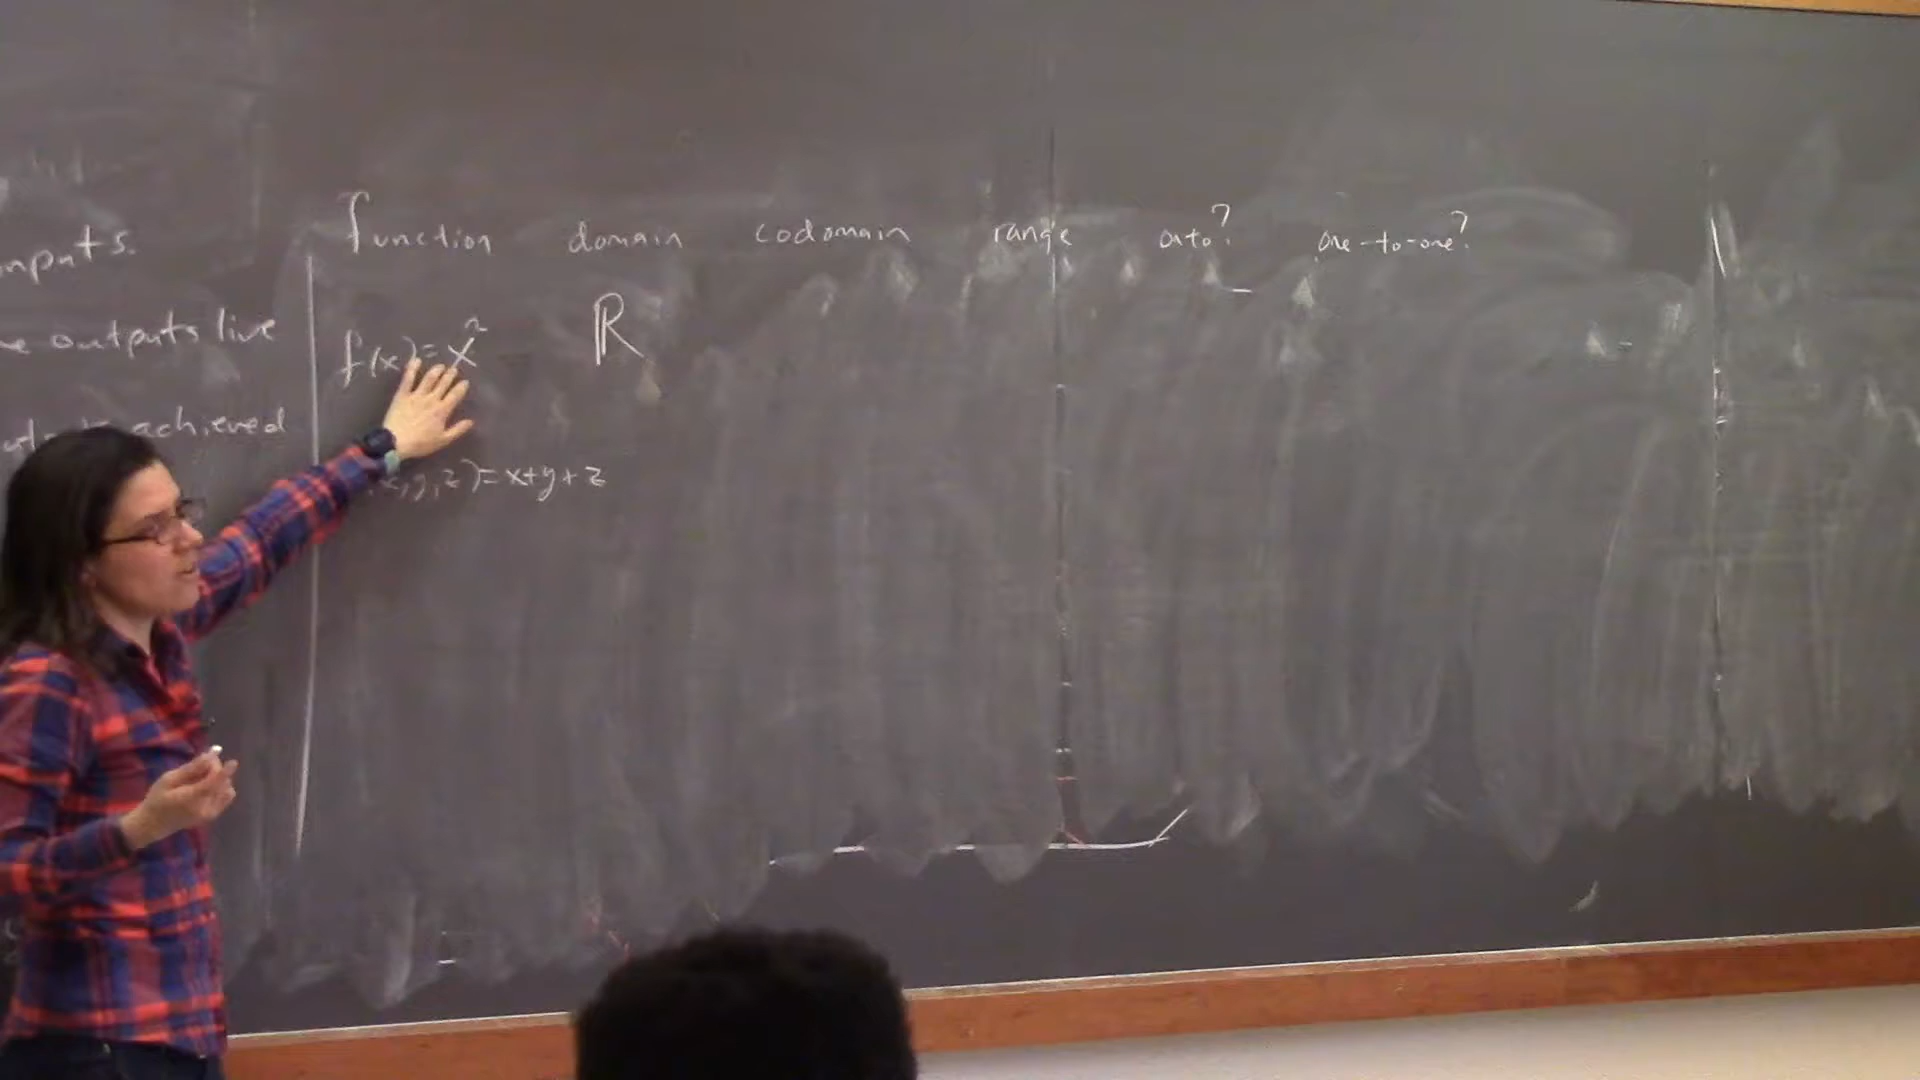 inputs.
outputs live
achieved
function domain codomain range onto? one-to-one?
f(x)=x² ℝ
x,y,z)=x+y+z